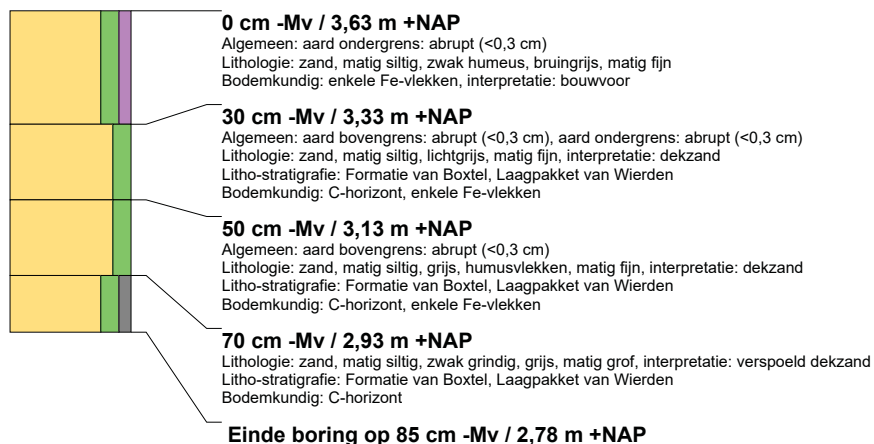 0 cm -Mv / 3,63 m +NAP
Algemeen: aard ondergrens: abrupt (<0,3 cm)
Lithologie: zand, matig siltig, zwak humeus, bruingrijs, matig fijn
Bodemkundig: enkele Fe-vlekken, interpretatie: bouwvoor
30 cm -Mv / 3,33 m +NAP
Algemeen: aard bovengrens: abrupt (<0,3 cm), aard ondergrens: abrupt (<0,3 cm)
Lithologie: zand, matig siltig, lichtgrijs, matig fijn, interpretatie: dekzand
Litho-stratigrafie: Formatie van Boxtel, Laagpakket van Wierden
Bodemkundig: C-horizont, enkele Fe-vlekken
50 cm -Mv / 3,13 m +NAP
Algemeen: aard bovengrens: abrupt (<0,3 cm)
Lithologie: zand, matig siltig, grijs, humusvlekken, matig fijn, interpretatie: dekzand
Litho-stratigrafie: Formatie van Boxtel, Laagpakket van Wierden
Bodemkundig: C-horizont, enkele Fe-vlekken
70 cm -Mv / 2,93 m +NAP
Lithologie: zand, matig siltig, zwak grindig, grijs, matig grof, interpretatie: verspoeld dekzand
Litho-stratigrafie: Formatie van Boxtel, Laagpakket van Wierden
Bodemkundig: C-horizont
Einde boring op 85 cm -Mv / 2,78 m +NAP